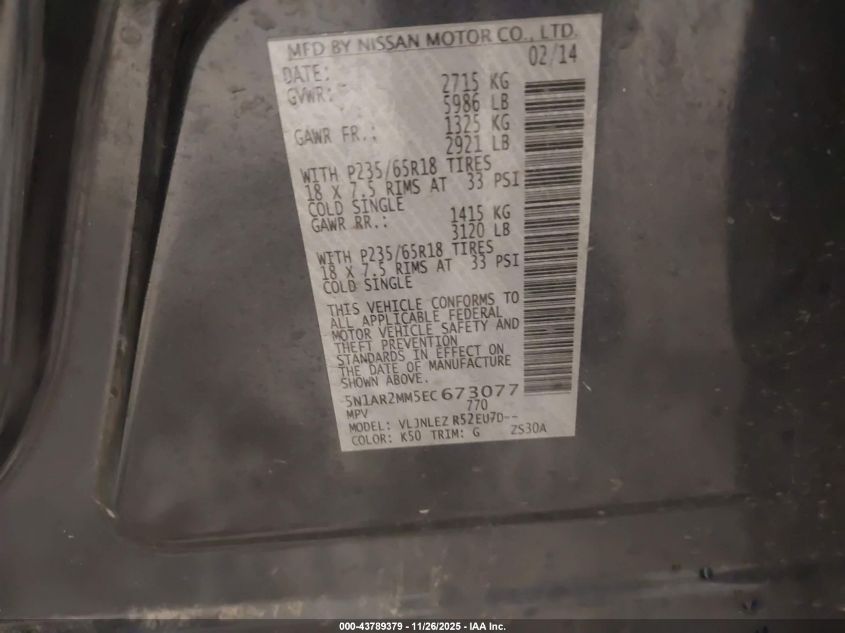 MFD BY NISSAN MOTOR CO., LTD.
DATE: 02/14
GVWR: 2715 KG
5986 LB
GAWR FR.: 1325 KG
2921 LB
WITH P235/65R18 TIRES
18 X 7.5 RIMS AT 33 PSI
COLD SINGLE
GAWR RR.: 1415 KG
3120 LB
WITH P235/65R18 TIRES
18 X 7.5 RIMS AT 33 PSI
COLD SINGLE
THIS VEHICLE CONFORMS TO
ALL APPLICABLE FEDERAL
MOTOR VEHICLE SAFETY AND
THEFT PREVENTION
STANDARDS IN EFFECT ON
THE DATE OF MANUFACTURE
SHOWN ABOVE.
5N1AR2MM5EC673077
MPV 770
MODEL: VLJNLEZ R52EU7D--
COLOR: K50 TRIM: G ZS30A
000-43789379 - 11/26/2025 - IAA Inc.